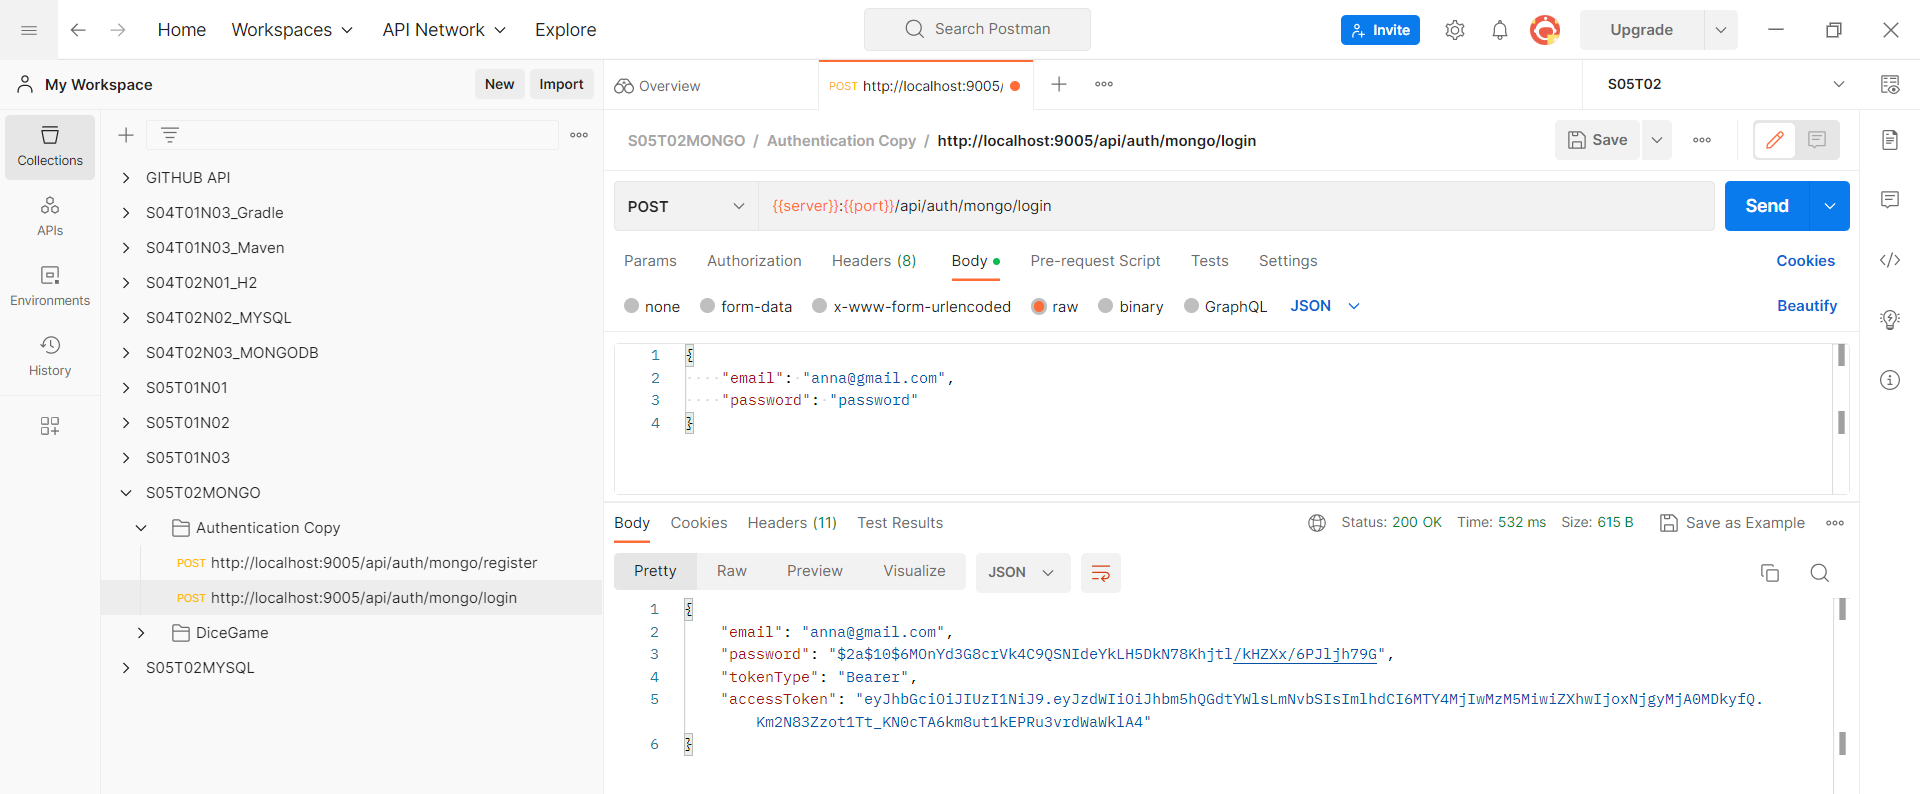 Home Workspaces API Network Explore Search Postman Invite Upgrade
My Workspace New Import Overview POST http://localhost:9005/ S05T02
Collections
APIs
Environments
History
GITHUB API
S04T01N03_Gradle
S04T01N03_Maven
S04T02N01_H2
S04T02N02_MYSQL
S04T02N03_MONGODB
S05T01N01
S05T01N02
S05T01N03
S05T02MONGO
Authentication Copy
POST http://localhost:9005/api/auth/mongo/register
POST http://localhost:9005/api/auth/mongo/login
DiceGame
S05T02MYSQL
S05T02MONGO / Authentication Copy / http://localhost:9005/api/auth/mongo/login Save
POST {{server}}:{{port}}/api/auth/mongo/login Send
Params Authorization Headers (8) Body Pre-request Script Tests Settings Cookies
none form-data x-www-form-urlencoded raw binary GraphQL JSON Beautify
1 {
2 "email": "anna@gmail.com",
3 "password": "password"
4 }
Body Cookies Headers (11) Test Results Status: 200 OK Time: 532 ms Size: 615 B Save as Example
Pretty Raw Preview Visualize JSON
1 {
2 "email": "anna@gmail.com",
3 "password": "$2a$10$6MOnYd3G8crVk4C9QSNIdeYkLH5DkN78Khjtl/kHZXx/6PJljh79G",
4 "tokenType": "Bearer",
5 "accessToken": "eyJhbGciOiJIUzI1NiJ9.eyJzdWIiOiJhbm5hQGdtYWlsLmNvbSIsImlhdCI6MTY4MjIwMzM5MiwiZXhwIjoxNjgyMjA0MDkyfQ.
Km2N83Zzot1Tt_KN0cTA6km8ut1kEPRu3vrdWaWklA4"
6 }